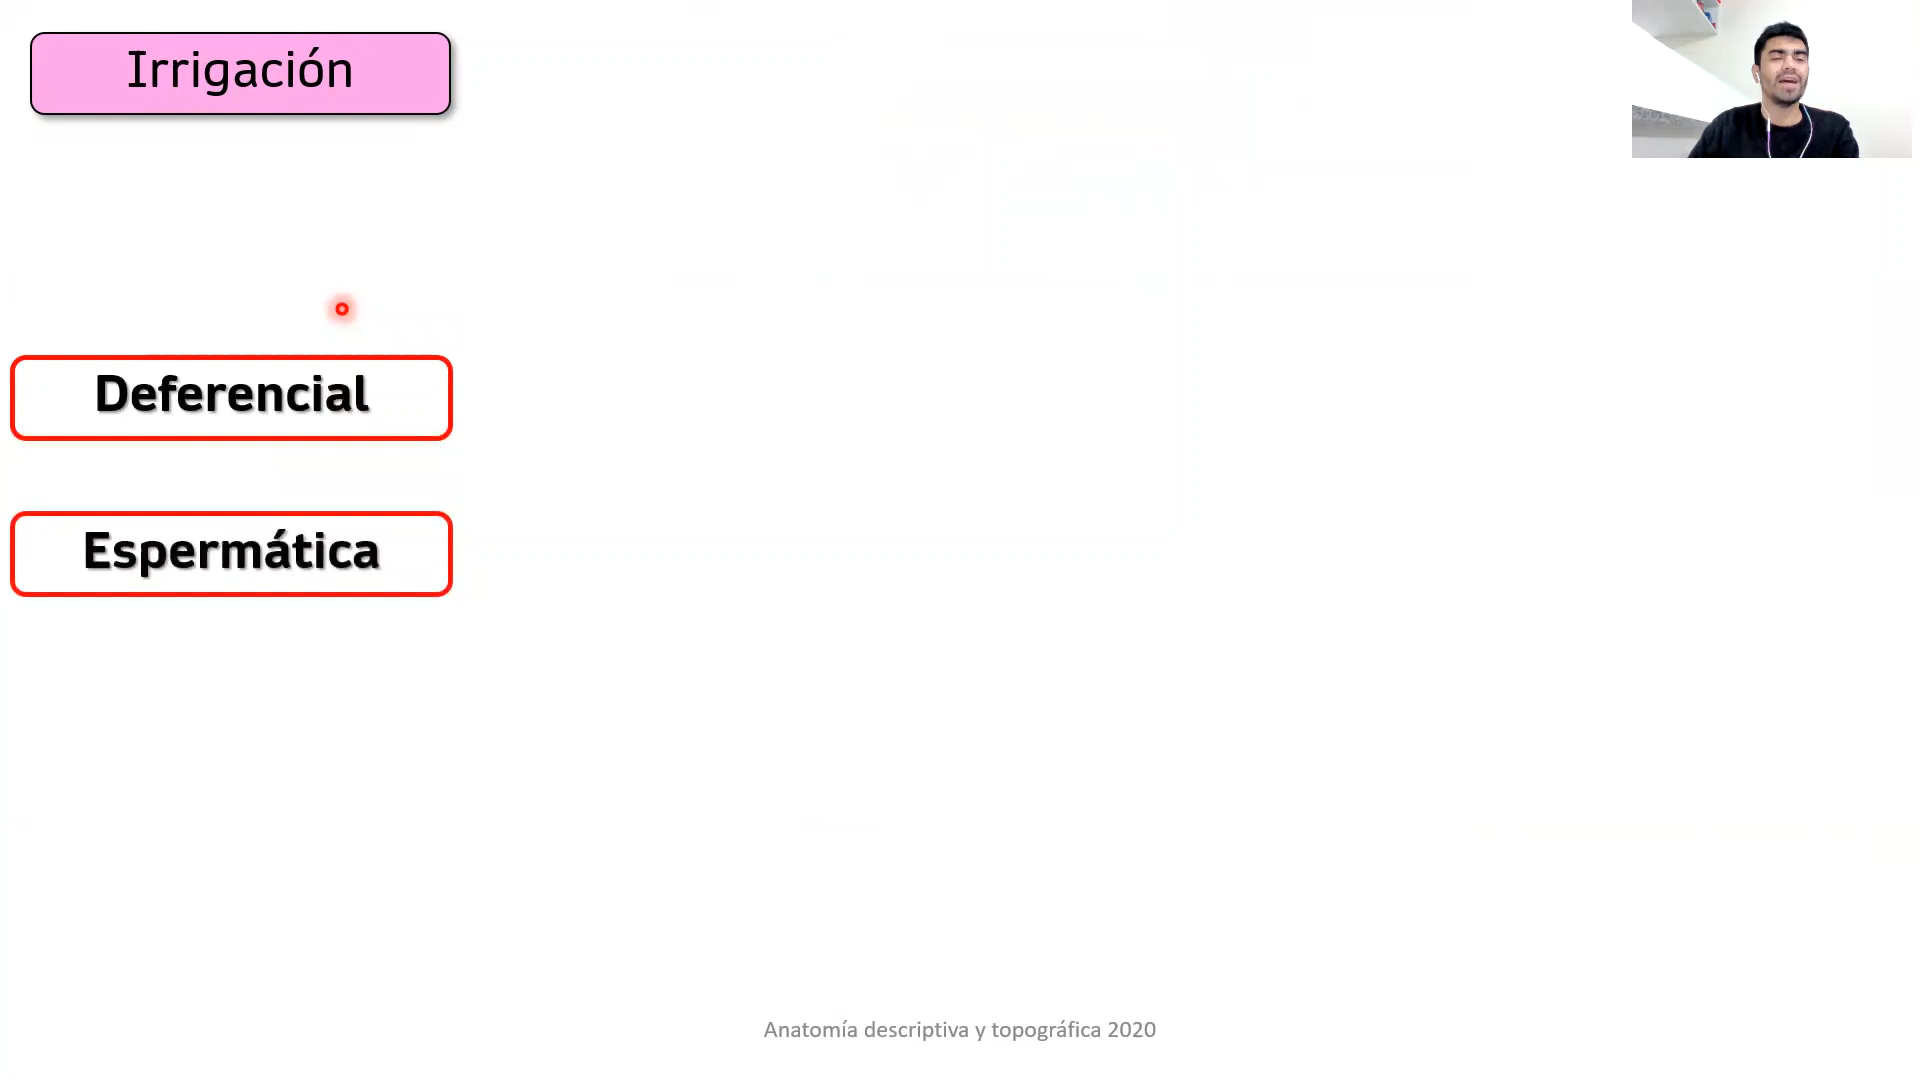 Irrigación
Deferencial
Espermática
Anatomía descriptiva y topográfica 2020